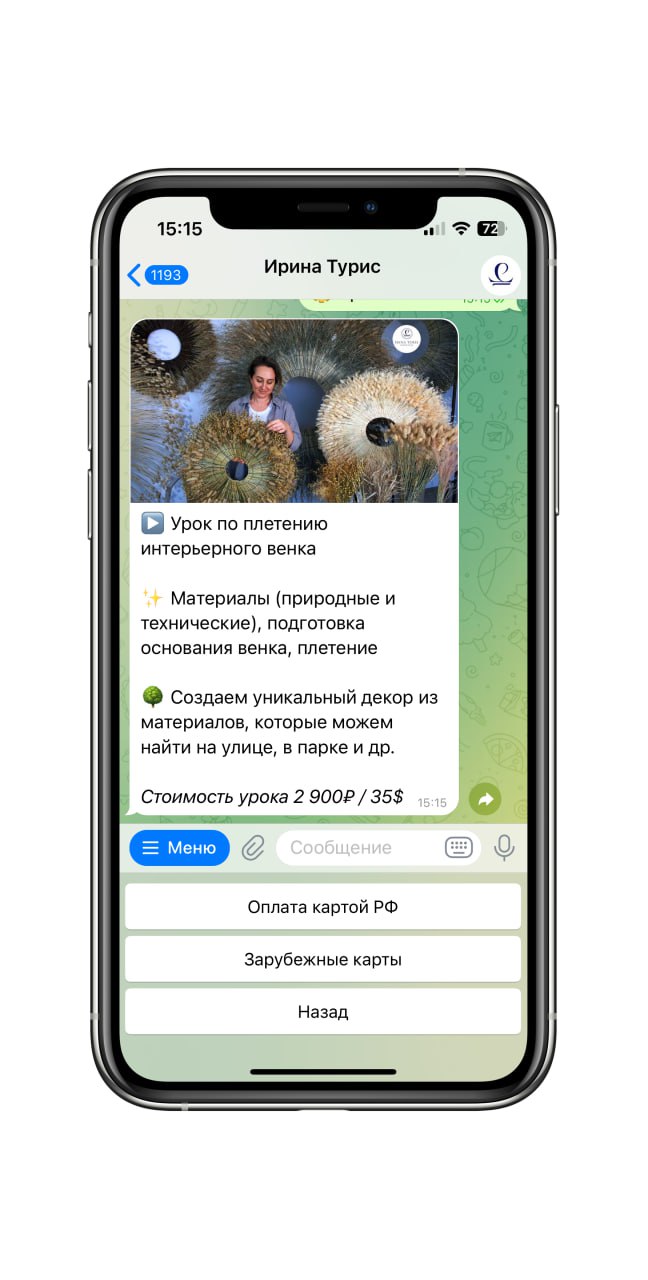 15:15
72
1193
Ирина Турис
▶️ Урок по плетению
интерьерного венка
✨ Материалы (природные и
технические), подготовка
основания венка, плетение
🌳 Создаем уникальный декор из
материалов, которые можем
найти на улице, в парке и др.
Стоимость урока 2 900₽ / 35$
15:15
Меню
Сообщение
Оплата картой РФ
Зарубежные карты
Назад